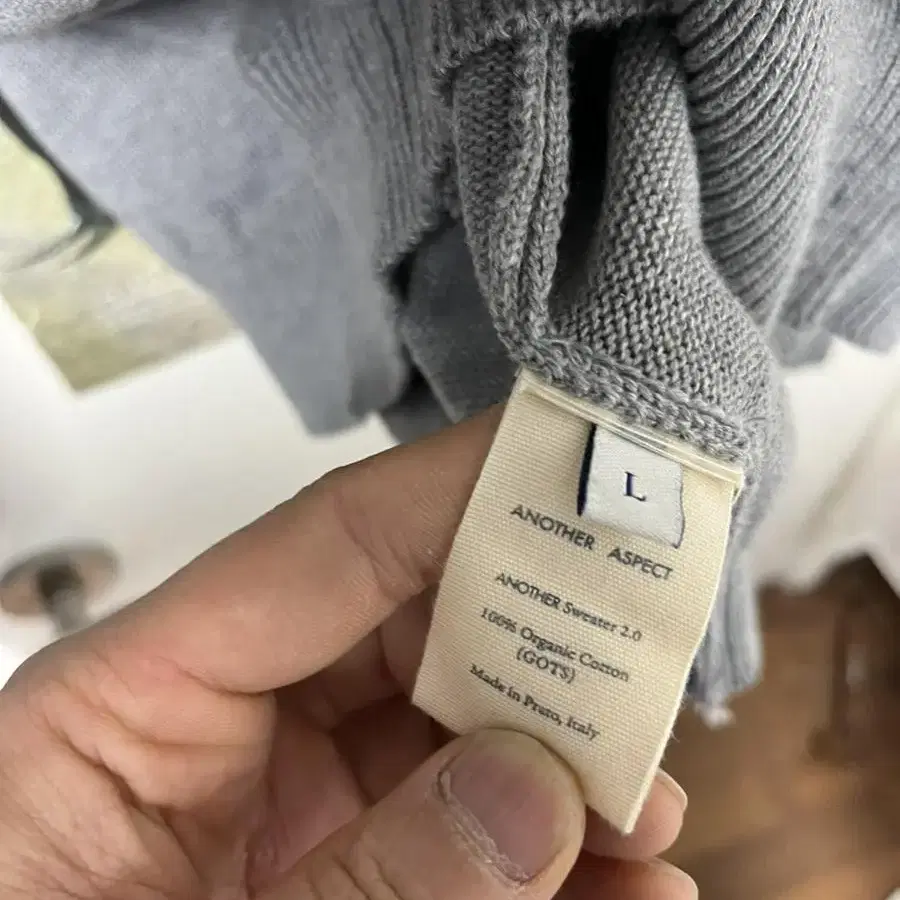 L
ANOTHER ASPECT
ANOTHER Sweater 2.0
100% Organic Cotton
(GOTS)
Made in Prato, Italy